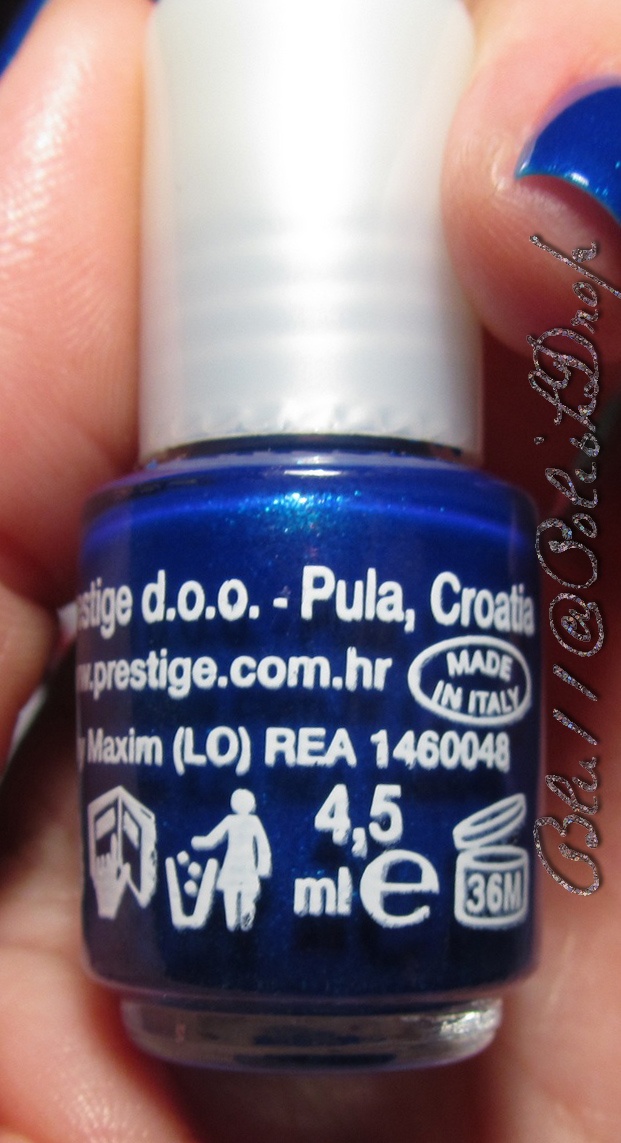 stige d.o.o. - Pula, Croatia
w.prestige.com.hr
MADE
IN ITALY
y Maxim (LO) REA 1460048
4,5
ml e
36M